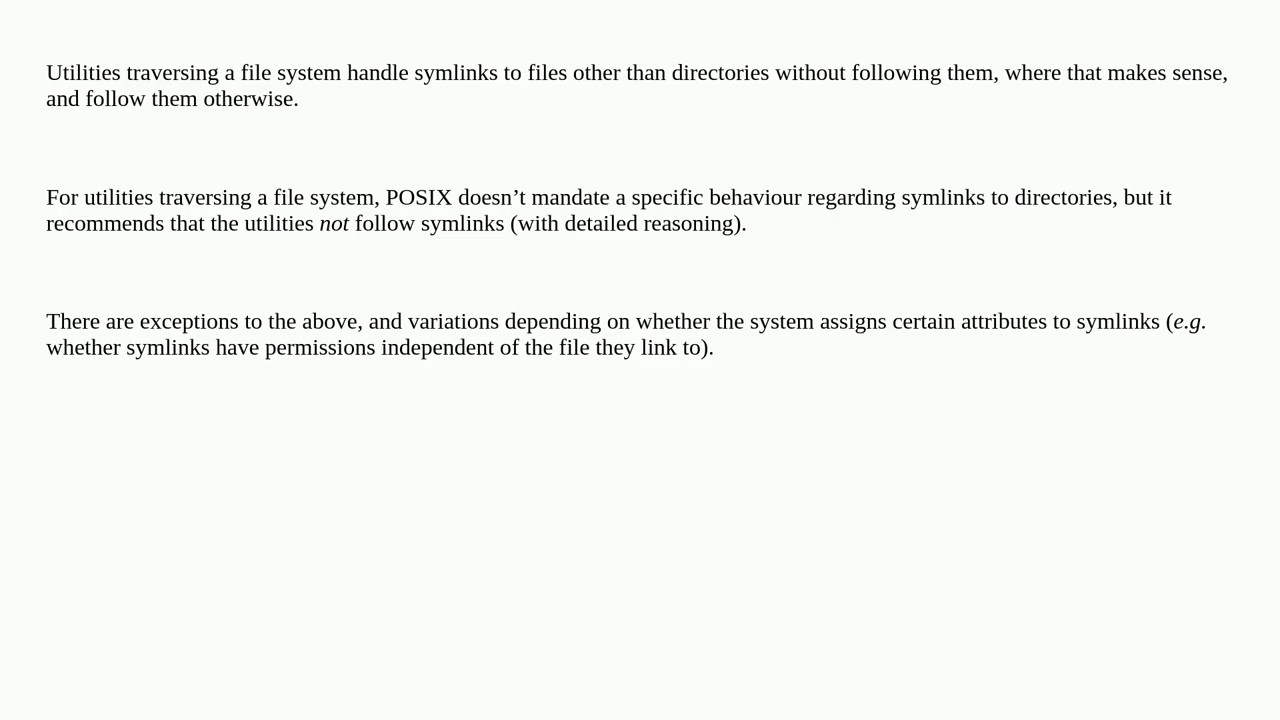 Utilities traversing a file system handle symlinks to files other than directories without following them, where that makes sense,
and follow them otherwise.
For utilities traversing a file system, POSIX doesn’t mandate a specific behaviour regarding symlinks to directories, but it
recommends that the utilities not follow symlinks (with detailed reasoning).
There are exceptions to the above, and variations depending on whether the system assigns certain attributes to symlinks (e.g.
whether symlinks have permissions independent of the file they link to).